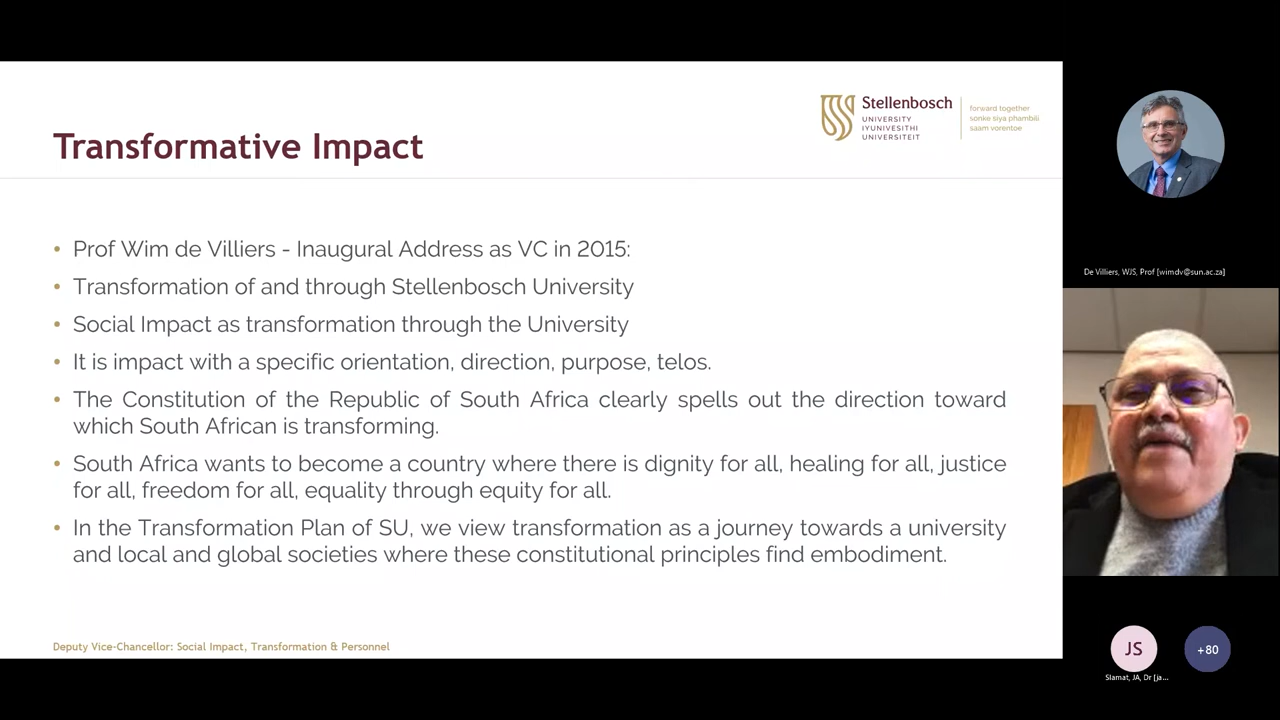 Transformative Impact
Stellenbosch
UNIVERSITY
IYUNIVESITHI
UNIVERSITEIT
forward together
sonke siya phambili
saam vorentoe
• Prof Wim de Villiers - Inaugural Address as VC in 2015:
• Transformation of and through Stellenbosch University
• Social Impact as transformation through the University
• It is impact with a specific orientation, direction, purpose, telos.
• The Constitution of the Republic of South Africa clearly spells out the direction toward
which South African is transforming.
• South Africa wants to become a country where there is dignity for all, healing for all, justice
for all, freedom for all, equality through equity for all.
• In the Transformation Plan of SU, we view transformation as a journey towards a university
and local and global societies where these constitutional principles find embodiment.
Deputy Vice-Chancellor: Social Impact, Transformation & Personnel
De Villiers, WJS, Prof [wimdv@sun.ac.za]
JS
+80
Slamat, JA, Dr [ja...